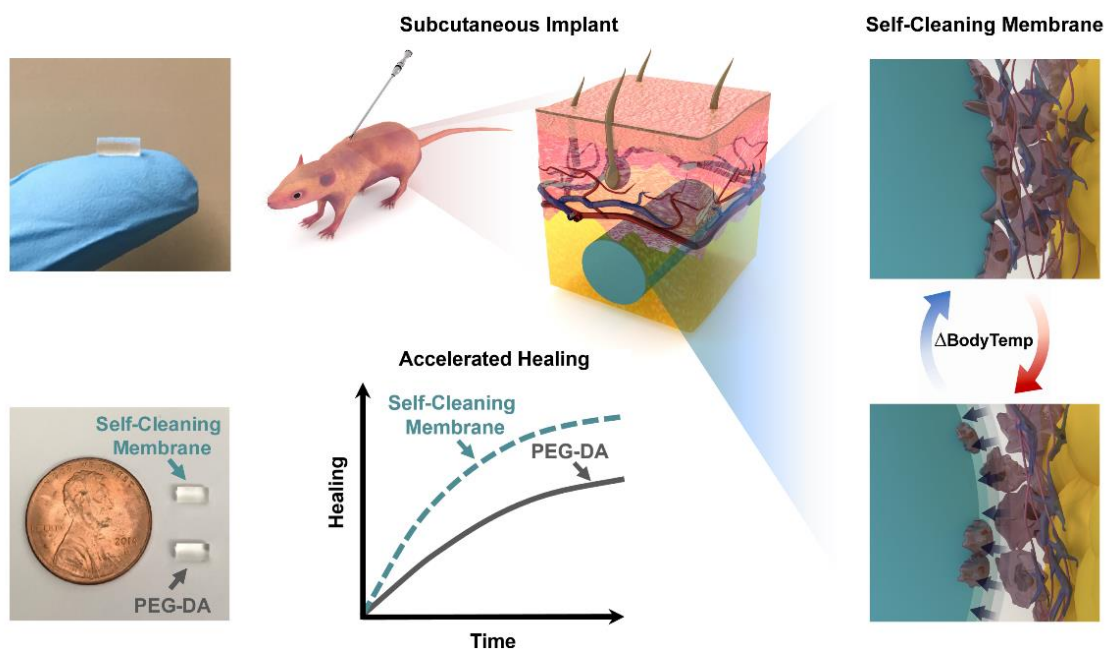 Subcutaneous Implant
Self-Cleaning Membrane
ΔBodyTemp
Accelerated Healing
Self-Cleaning
Membrane
PEG-DA
Healing
Time
Self-Cleaning
Membrane
PEG-DA